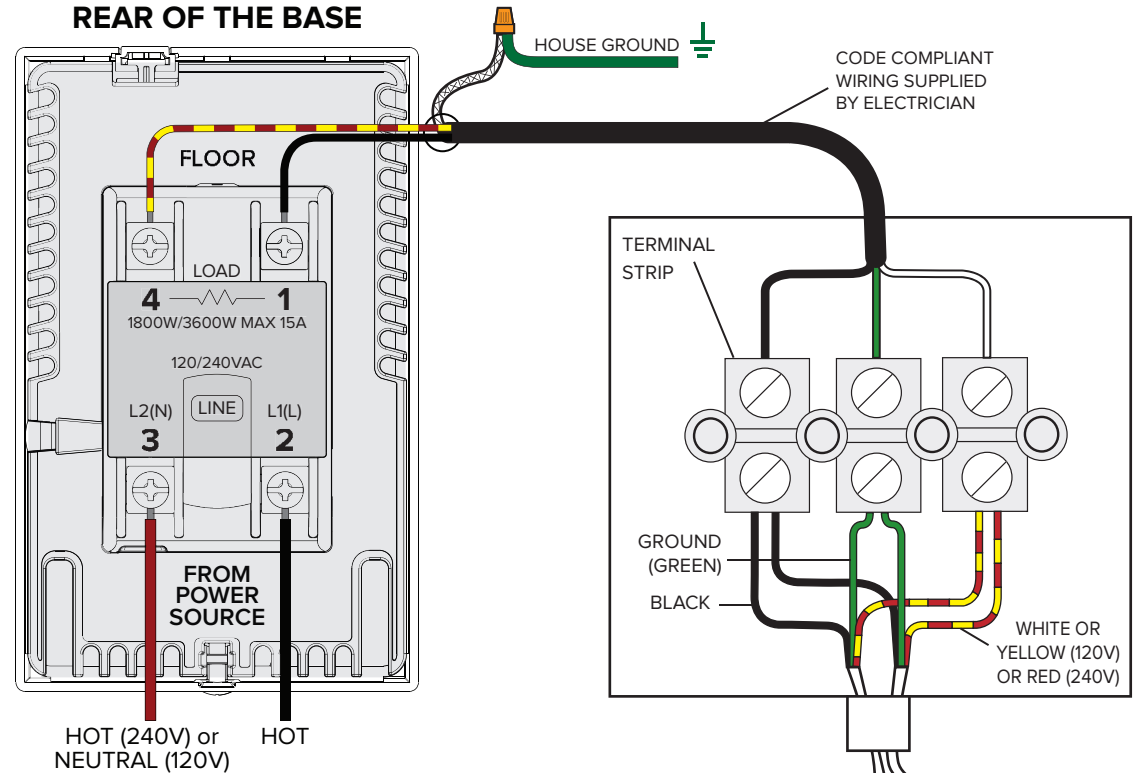 REAR OF THE BASE
HOUSE GROUND
CODE COMPLIANT
WIRING SUPPLIED
BY ELECTRICIAN
FLOOR
LOAD
4 1
1800W/3600W MAX 15A
120/240VAC
L2(N) LINE L1(L)
3 2
FROM
POWER
SOURCE
HOT (240V) or
NEUTRAL (120V)
HOT
TERMINAL
STRIP
GROUND
(GREEN)
BLACK
WHITE OR
YELLOW (120V)
OR RED (240V)